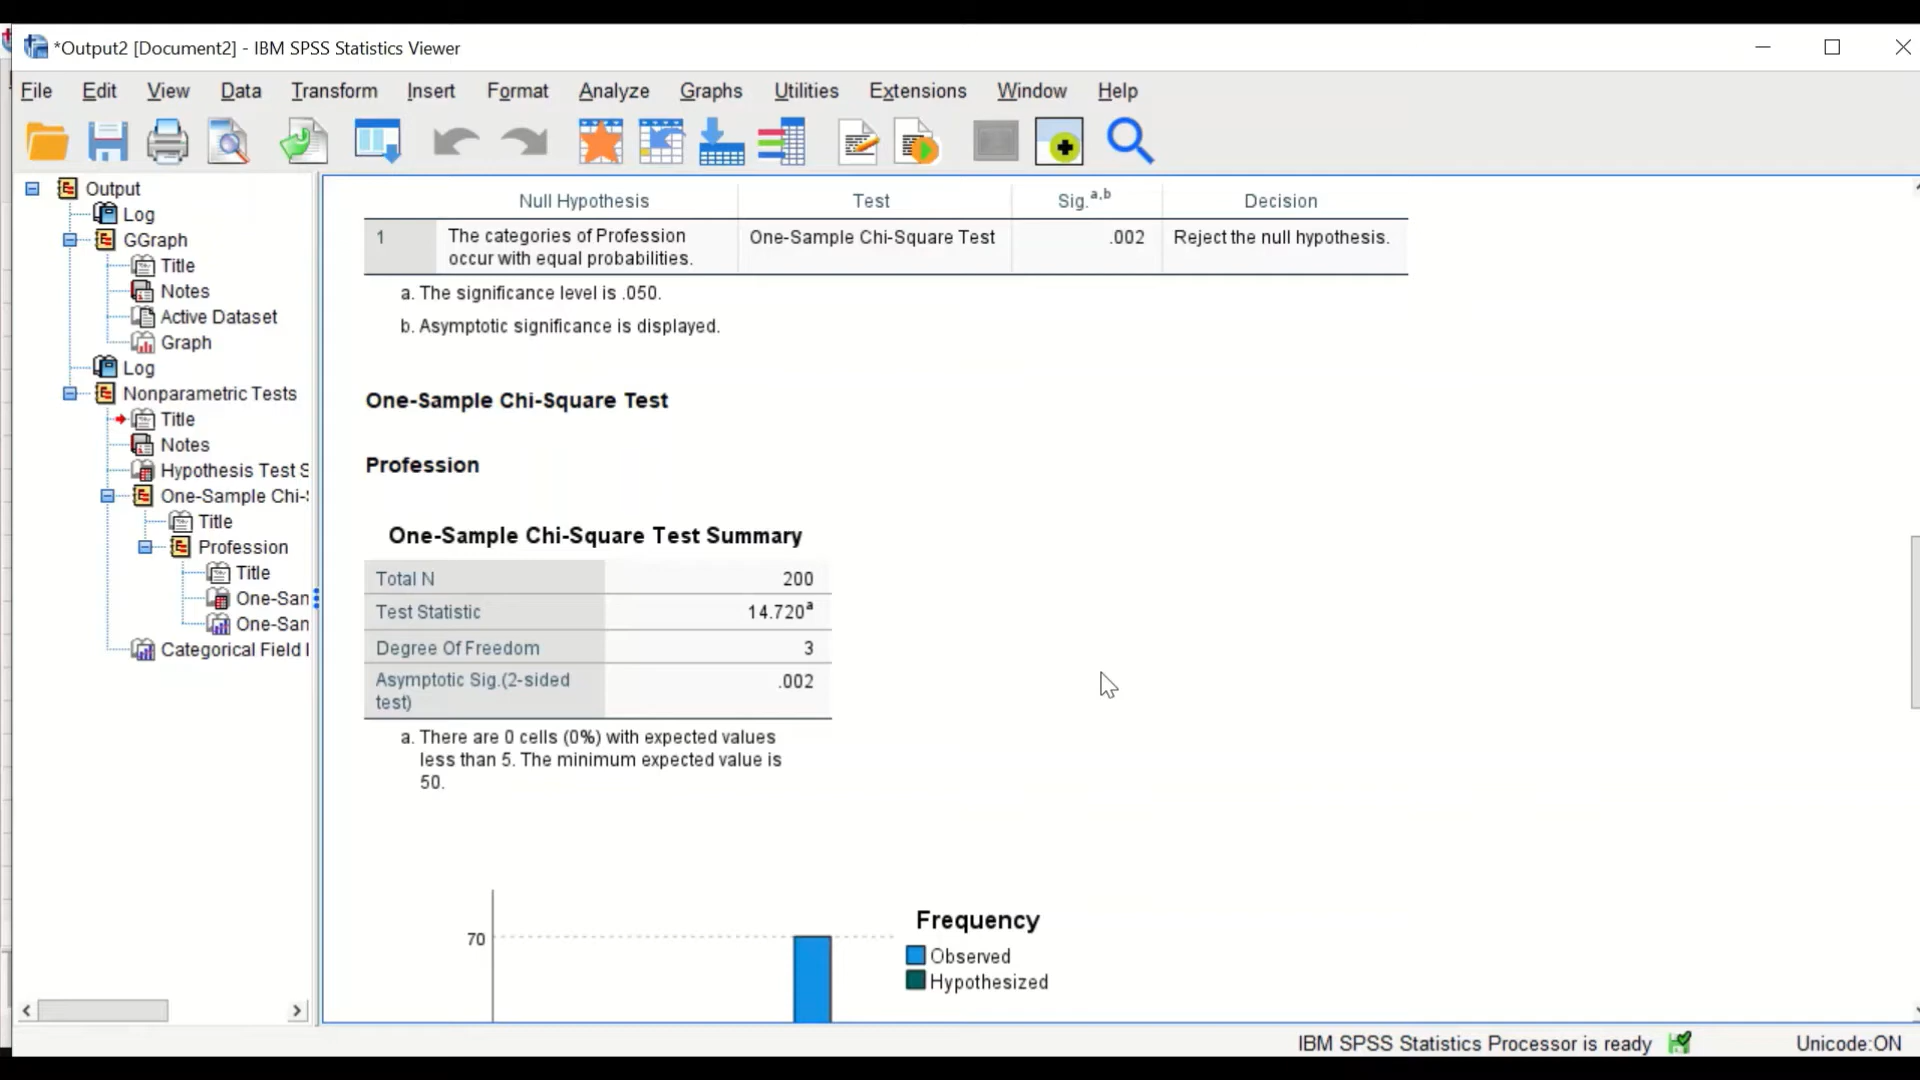 *Output2 [Document2] - IBM SPSS Statistics Viewer
File Edit View Data Transform Insert Format Analyze Graphs Utilities Extensions Window Help
Output
Log
GGraph
Title
Notes
Active Dataset
Graph
Log
Nonparametric Tests
Title
Notes
Hypothesis Test S
One-Sample Chi-
Title
Profession
Title
One-Sam
One-Sam
Categorical Field I
Null Hypothesis Test Sig.a,b Decision
1 The categories of Profession occur with equal probabilities. One-Sample Chi-Square Test .002 Reject the null hypothesis.
a. The significance level is .050.
b. Asymptotic significance is displayed.
One-Sample Chi-Square Test
Profession
One-Sample Chi-Square Test Summary
Total N 200
Test Statistic 14.720a
Degree Of Freedom 3
Asymptotic Sig.(2-sided test) .002
a. There are 0 cells (0%) with expected values
less than 5. The minimum expected value is
50.
70
Frequency
Observed
Hypothesized
IBM SPSS Statistics Processor is ready Unicode:ON